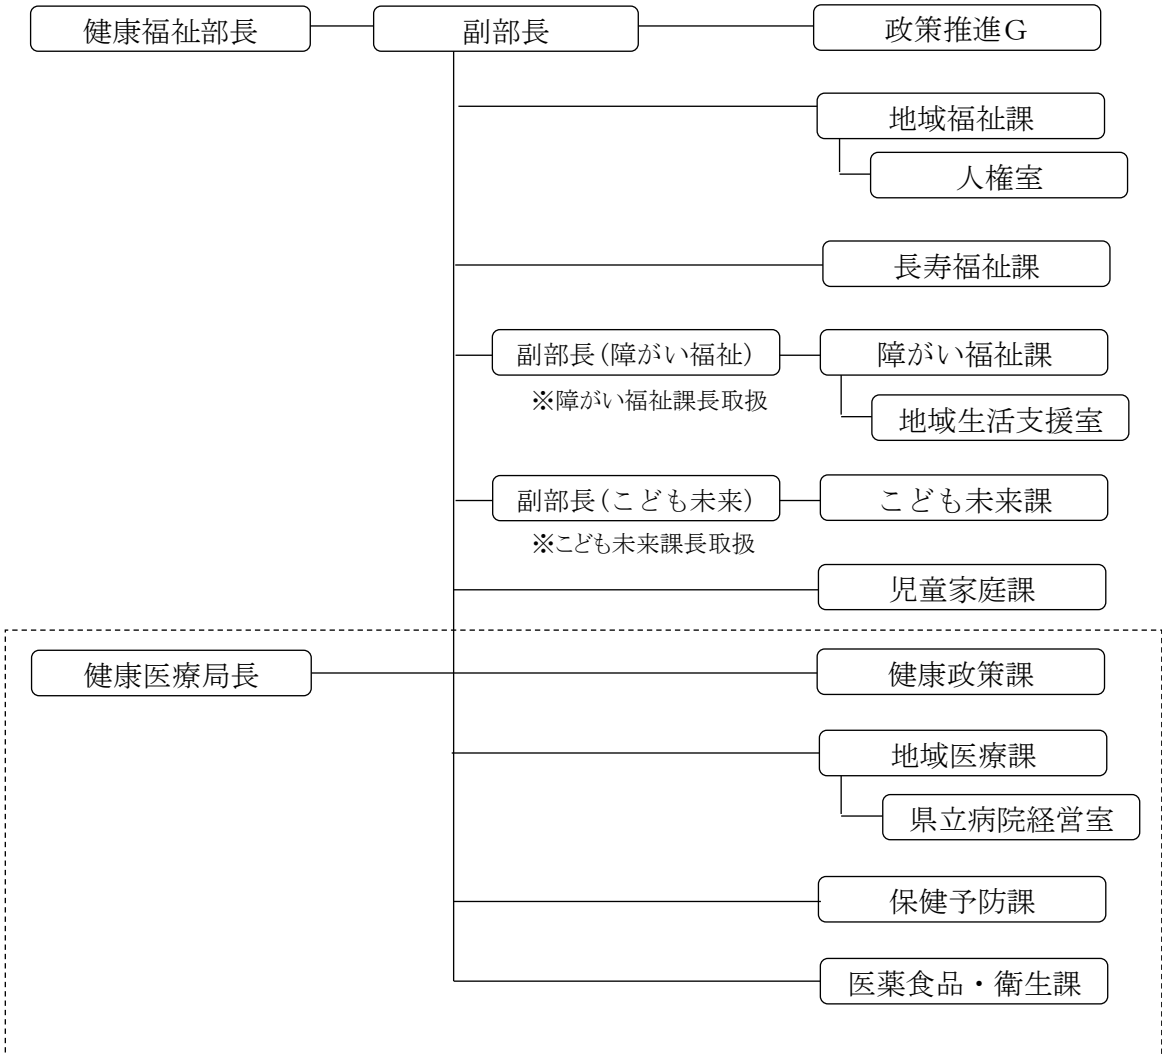 健康福祉部長
副部長
政策推進G
地域福祉課
人権室
長寿福祉課
副部長(障がい福祉)
障がい福祉課
※障がい福祉課長取扱
地域生活支援室
副部長(こども未来)
こども未来課
※こども未来課長取扱
児童家庭課
健康医療局長
健康政策課
地域医療課
県立病院経営室
保健予防課
医薬食品・衛生課